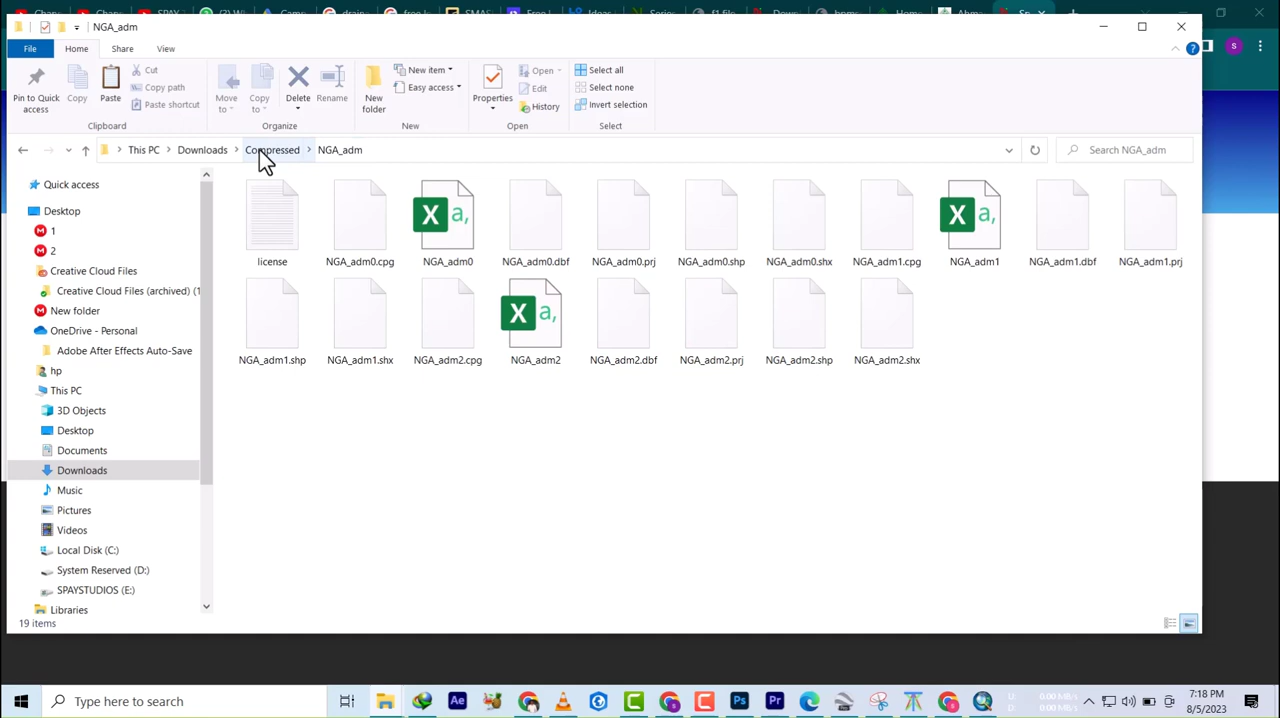 NGA_adm
File Home Share View
Pin to Quick access
Copy
Paste
Cut
Copy path
Paste shortcut
Clipboard
Move to
Copy to
Delete
Rename
Organize
New folder
New item
Easy access
New
Properties
Open
Edit
History
Open
Select all
Select none
Invert selection
Select
This PC > Downloads > Compressed > NGA_adm
Search NGA_adm
Quick access
Desktop
1
2
Creative Cloud Files
Creative Cloud Files (archived) (1
New folder
OneDrive - Personal
Adobe After Effects Auto-Save
hp
This PC
3D Objects
Desktop
Documents
Downloads
Music
Pictures
Videos
Local Disk (C:)
System Reserved (D:)
SPAYSTUDIOS (E:)
Libraries
license NGA_adm0.cpg NGA_adm0 NGA_adm0.dbf NGA_adm0.prj NGA_adm0.shp NGA_adm0.shx NGA_adm1.cpg NGA_adm1 NGA_adm1.dbf NGA_adm1.prj
NGA_adm1.shp NGA_adm1.shx NGA_adm2.cpg NGA_adm2 NGA_adm2.dbf NGA_adm2.prj NGA_adm2.shp NGA_adm2.shx
19 items
Type here to search
U: 0.00 MB/s
D: 0.00 MB/s
7:18 PM
8/5/2023